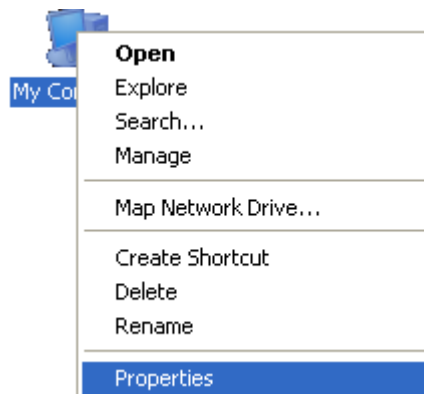 My Co
Open
Explore
Search...
Manage
Map Network Drive...
Create Shortcut
Delete
Rename
Properties